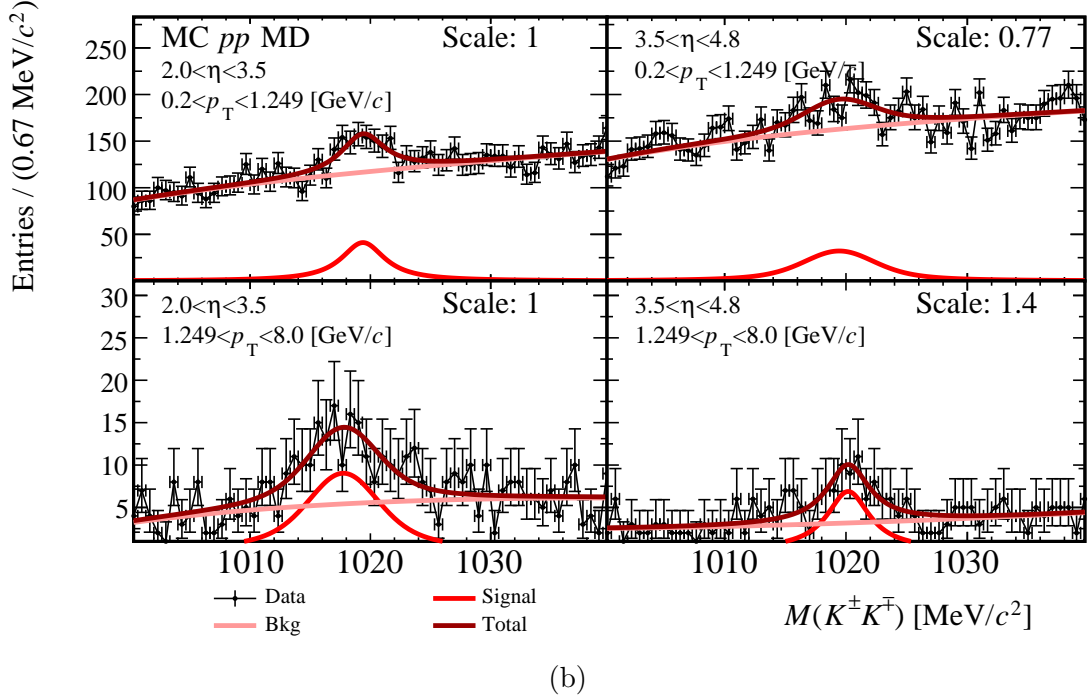 MC pp MD
Scale: 1
2.0<η<3.5
0.2<p_T<1.249 [GeV/c]
3.5<η<4.8
Scale: 0.77
0.2<p_T<1.249 [GeV/c]
Entries / (0.67 MeV/c²)
250
200
150
100
50
2.0<η<3.5
Scale: 1
1.249<p_T<8.0 [GeV/c]
3.5<η<4.8
Scale: 1.4
1.249<p_T<8.0 [GeV/c]
30
25
20
15
10
5
1010 1020 1030 1010 1020 1030
Data Signal
Bkg Total
M(K^±K^∓) [MeV/c²]
(b)